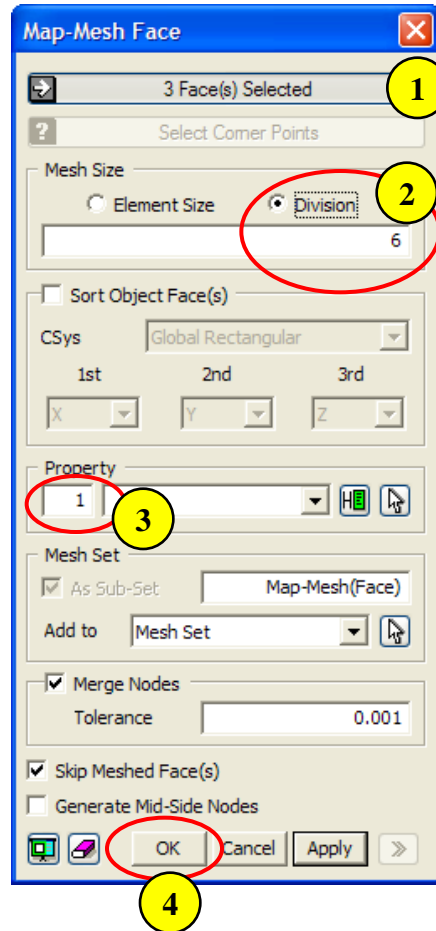 Map-Mesh Face
3 Face(s) Selected
1
? Select Corner Points
Mesh Size
Element Size Division
2
6
Sort Object Face(s)
CSys Global Rectangular
1st 2nd 3rd
X Y Z
Property
1
3
Mesh Set
As Sub-Set Map-Mesh(Face)
Add to Mesh Set
Merge Nodes
Tolerance 0.001
Skip Meshed Face(s)
Generate Mid-Side Nodes
OK Cancel Apply >>
4